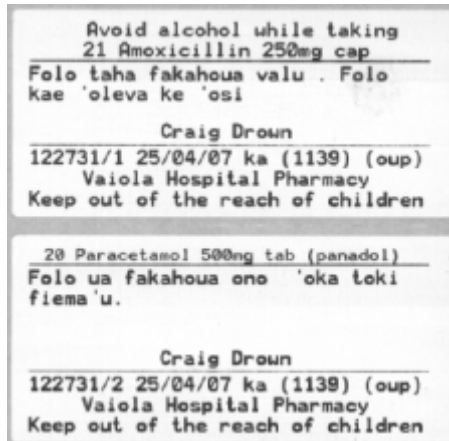 Avoid alcohol while taking
21 Amoxicillin 250mg cap
Folo taha fakahoua valu . Folo
kae 'oleva ke 'osi
Craig Drown
122731/1 25/04/07 ka (1139) (oup)
Vaiola Hospital Pharmacy
Keep out of the reach of children
20 Paracetamol 500mg tab (panadol)
Folo ua fakahoua ono 'oka toki
fiema'u.
Craig Drown
122731/2 25/04/07 ka (1139) (oup)
Vaiola Hospital Pharmacy
Keep out of the reach of children